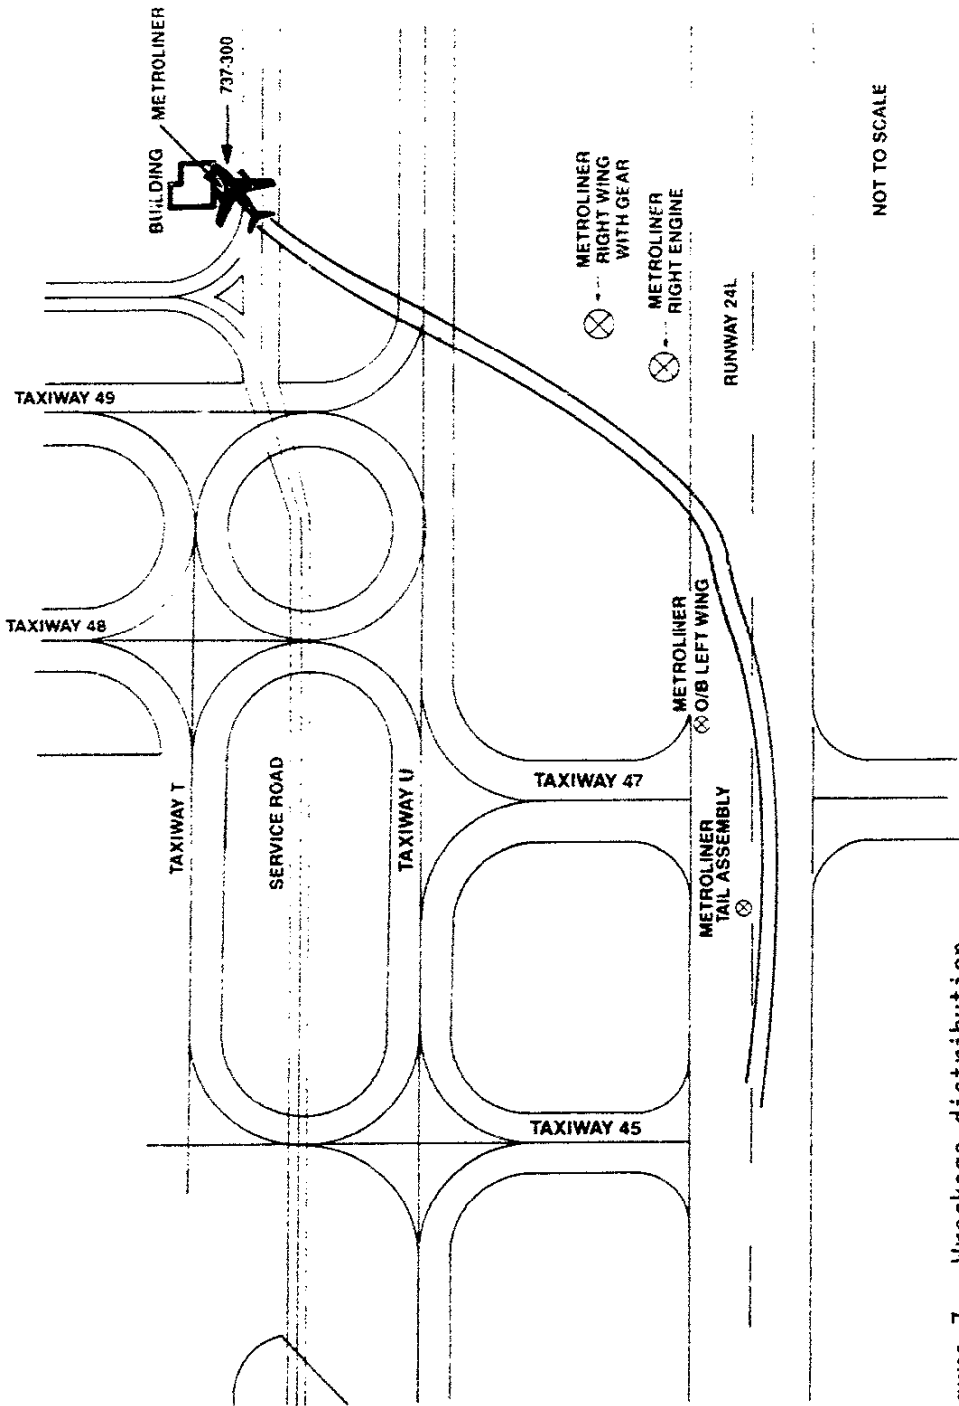 METROLINER
737-300
BUILDING
TAXIWAY 49
METROLINER
RIGHT WING
WITH GEAR
METROLINER
RIGHT ENGINE
NOT TO SCALE
RUNWAY 24L
TAXIWAY 48
METROLINER
O/B LEFT WING
TAXIWAY T
SERVICE ROAD
TAXIWAY U
TAXIWAY 47
METROLINER
TAIL ASSEMBLY
TAXIWAY 45
7 Wreckage distribution